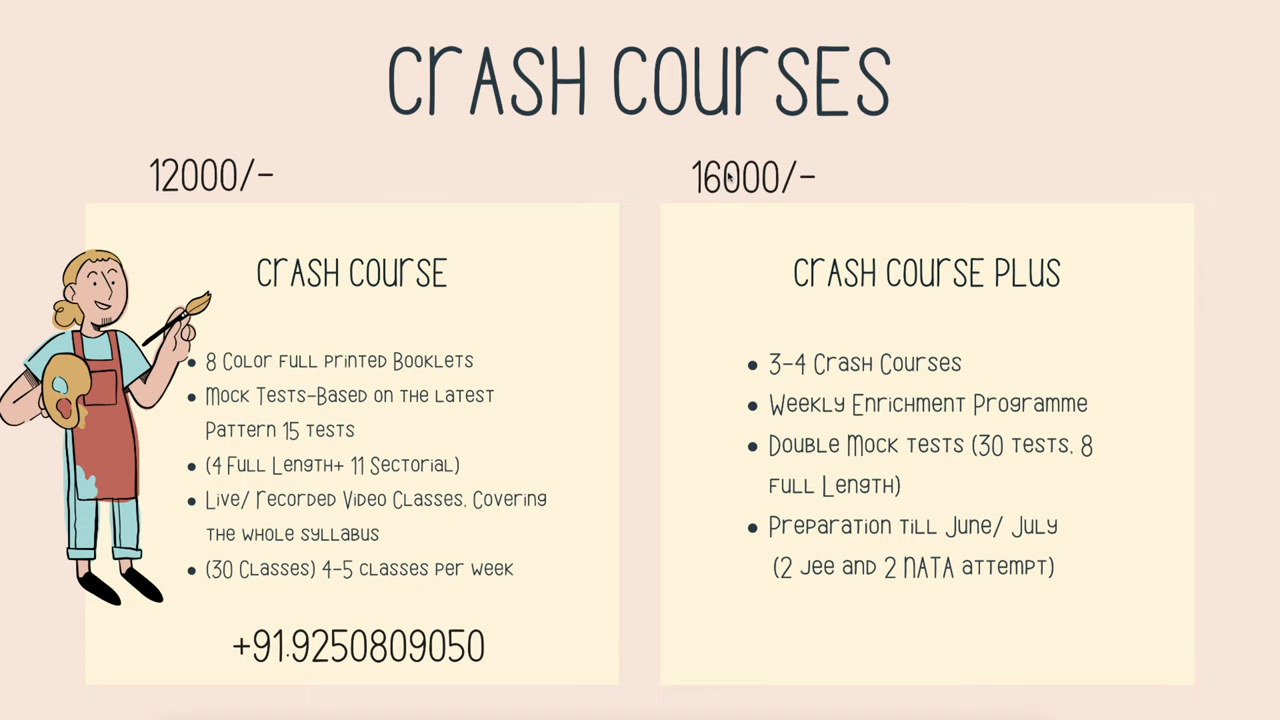 Crash Courses
12000/-
16000/-
Crash Course
8 Color full printed Booklets
Mock Tests-Based on the latest
Pattern 15 tests
(4 Full Length+ 11 Sectorial)
Live/ Recorded Video Classes, Covering
the whole syllabus
(30 Classes) 4-5 classes per week
+91.9250809050
Crash Course Plus
3-4 Crash Courses
Weekly Enrichment Programme
Double Mock tests (30 tests, 8
full Length)
Preparation till June/ July
(2 jee and 2 NATA attempt)